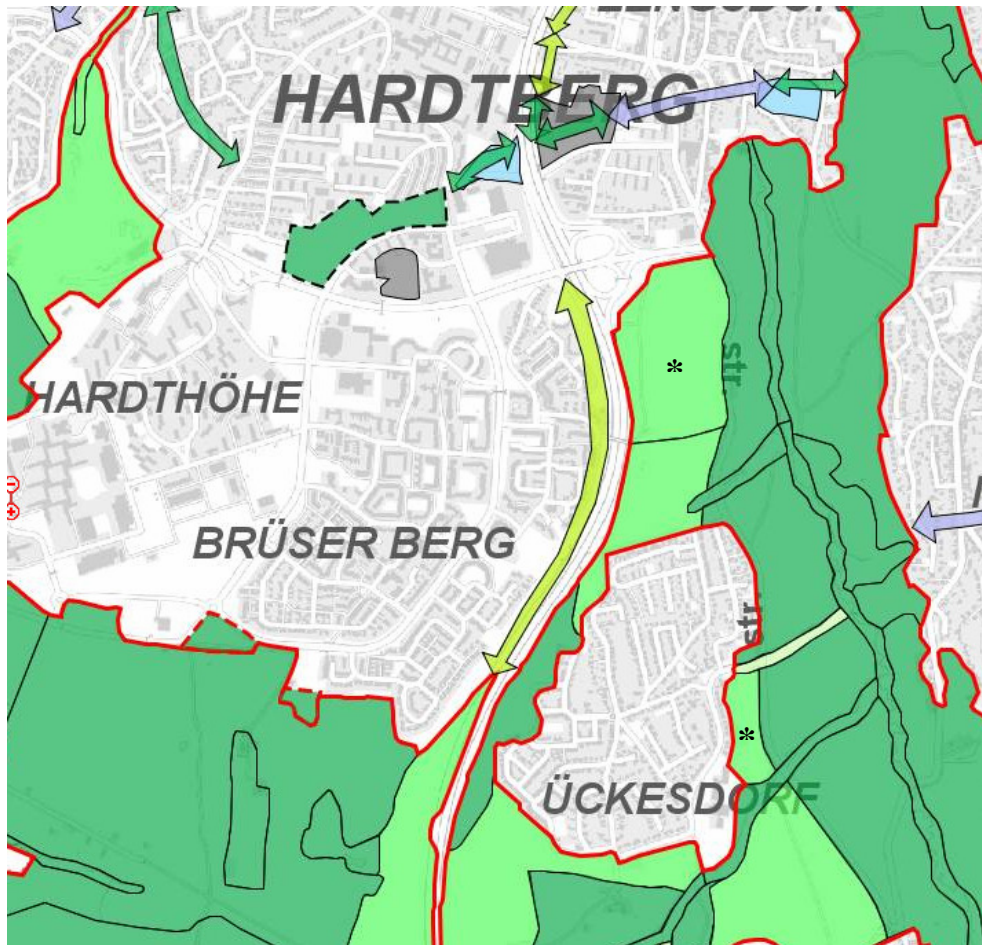 HARDTBERG
str.
HARDTHÖHE
*
BRÜSER BERG
str.
*
ÜCKESDORF